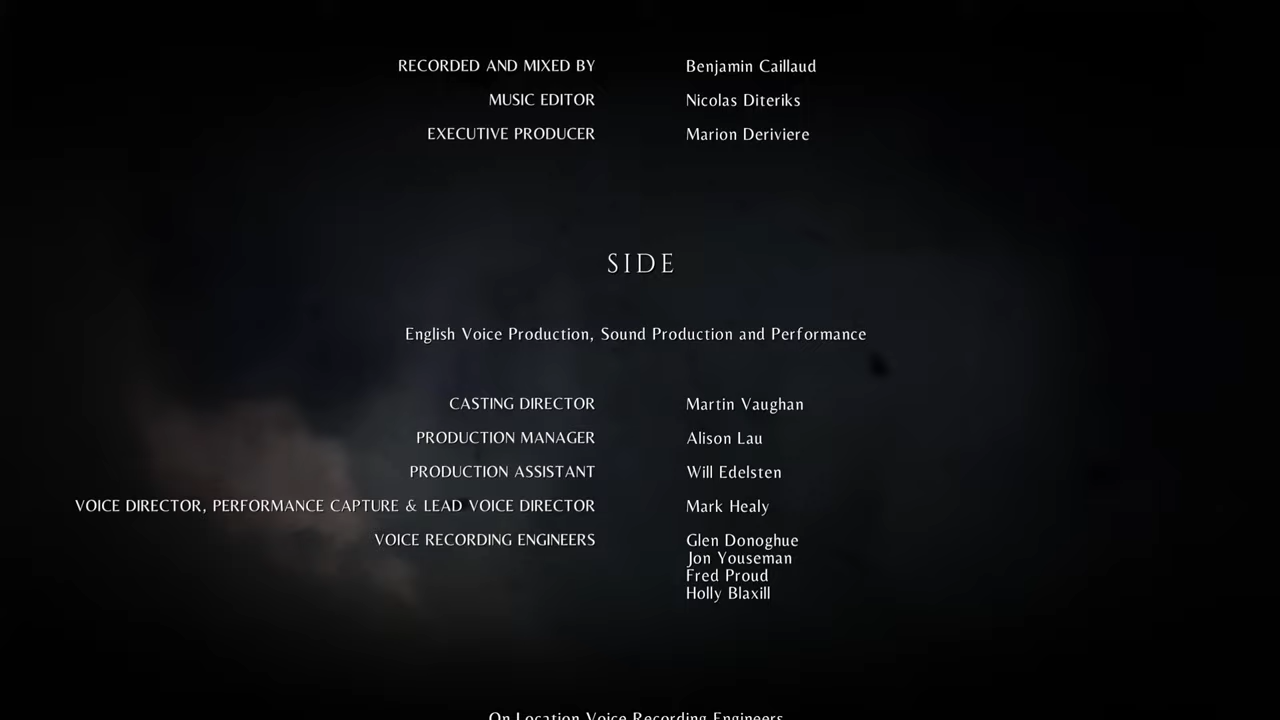 RECORDED AND MIXED BY Benjamin Caillaud
MUSIC EDITOR Nicolas Diteriks
EXECUTIVE PRODUCER Marion Deriviere
SIDE
English Voice Production, Sound Production and Performance
CASTING DIRECTOR Martin Vaughan
PRODUCTION MANAGER Alison Lau
PRODUCTION ASSISTANT Will Edelsten
VOICE DIRECTOR, PERFORMANCE CAPTURE & LEAD VOICE DIRECTOR Mark Healy
VOICE RECORDING ENGINEERS Glen Donoghue
Jon Youseman
Fred Proud
Holly Blaxill
On Location Voice Recording Engineers